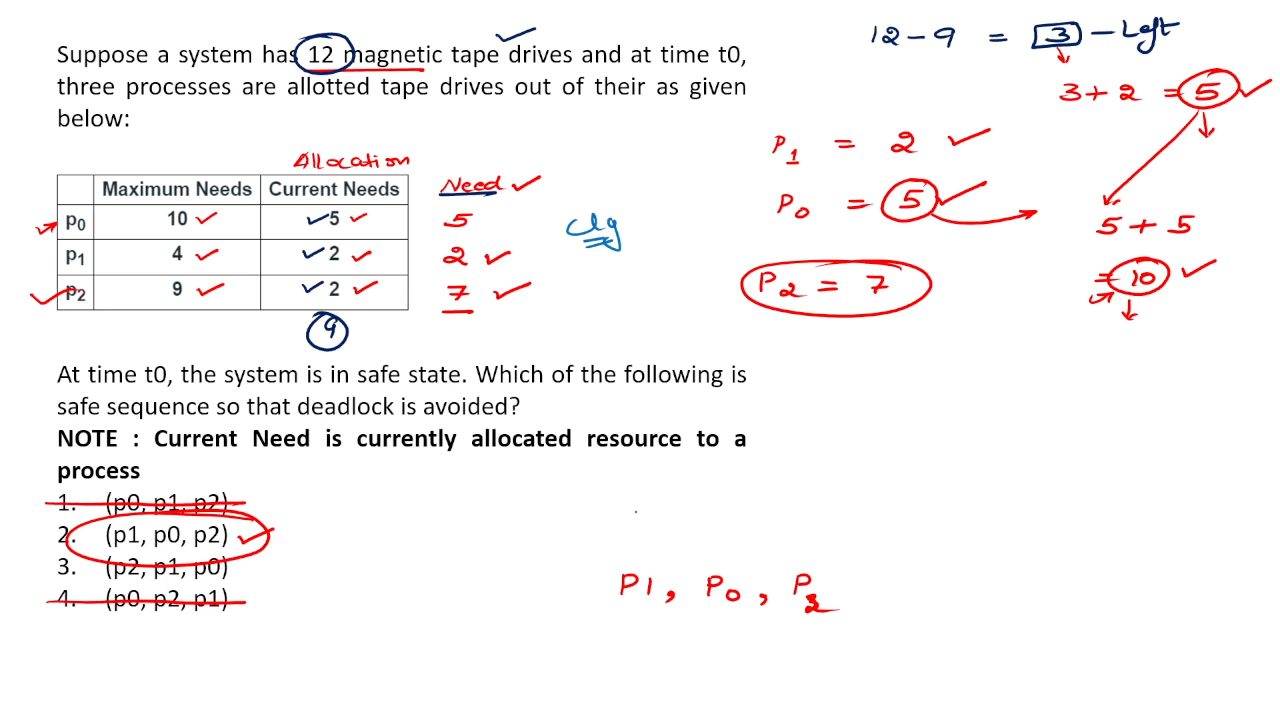 12 - 9 = 3 - Left
Suppose a system has 12 magnetic tape drives and at time t0,
three processes are allotted tape drives out of their as given
below:
3 + 2 = 5
P1 = 2
Allocation
Maximum Needs Current Needs Need
P0 = 5
p0 10 5 5
5 + 5
p1 4 2 2
= 10
p2 9 2 7
P2 = 7
9
At time t0, the system is in safe state. Which of the following is
safe sequence so that deadlock is avoided?
NOTE : Current Need is currently allocated resource to a
process
1. (p0, p1, p2)
2. (p1, p0, p2)
3. (p2, p1, p0)
4. (p0, p2, p1)
P1, P0, P2